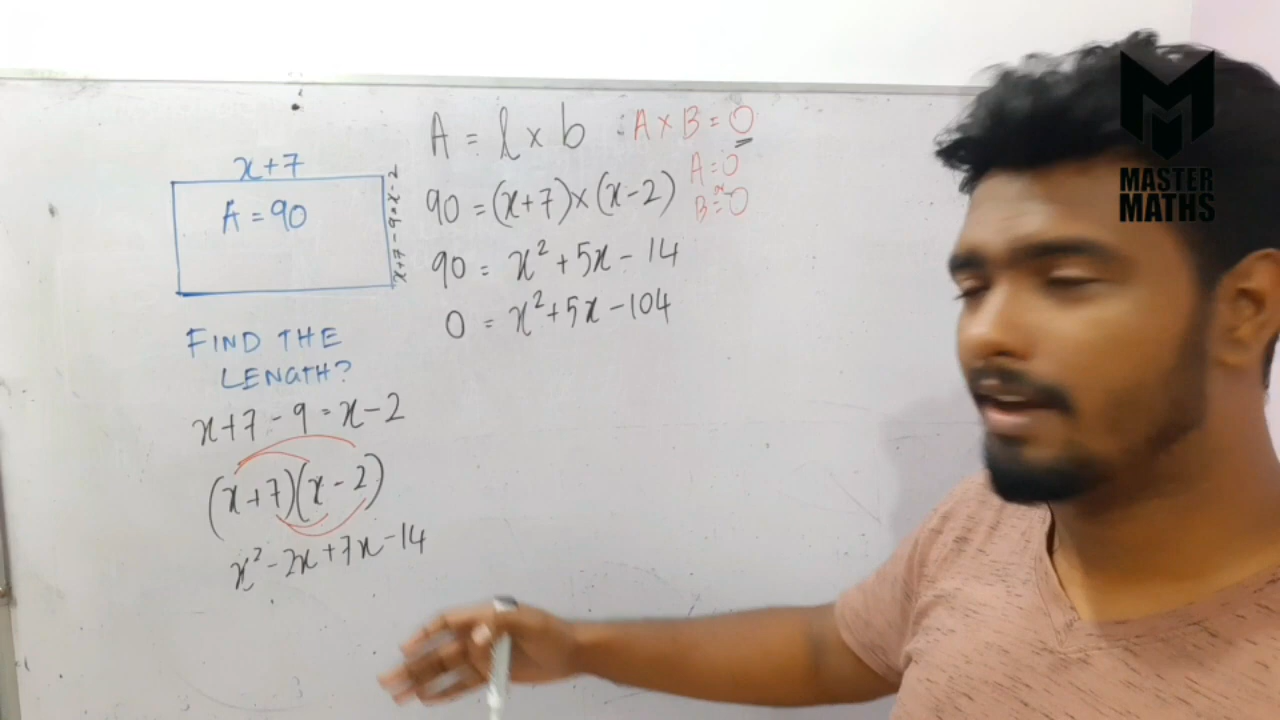 x+7
A = 90
x+7-9=x-2
FIND THE
LENGTH?
x+7-9=x-2
(x+7)(x-2)
x²-2x+7x-14
A = l × b
90 = (x+7)×(x-2)
90 = x²+5x-14
0 = x²+5x-104
∴ A × B = 0
A = 0
or
B = 0
MASTER
MATHS